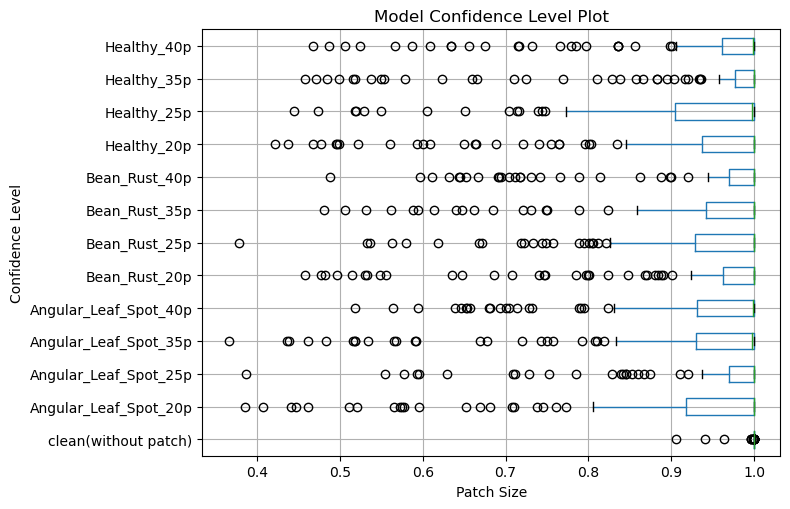 Model Confidence Level Plot
Confidence Level
Healthy_40p
Healthy_35p
Healthy_25p
Healthy_20p
Bean_Rust_40p
Bean_Rust_35p
Bean_Rust_25p
Bean_Rust_20p
Angular_Leaf_Spot_40p
Angular_Leaf_Spot_35p
Angular_Leaf_Spot_25p
Angular_Leaf_Spot_20p
clean(without patch)
0.4 0.5 0.6 0.7 0.8 0.9 1.0
Patch Size